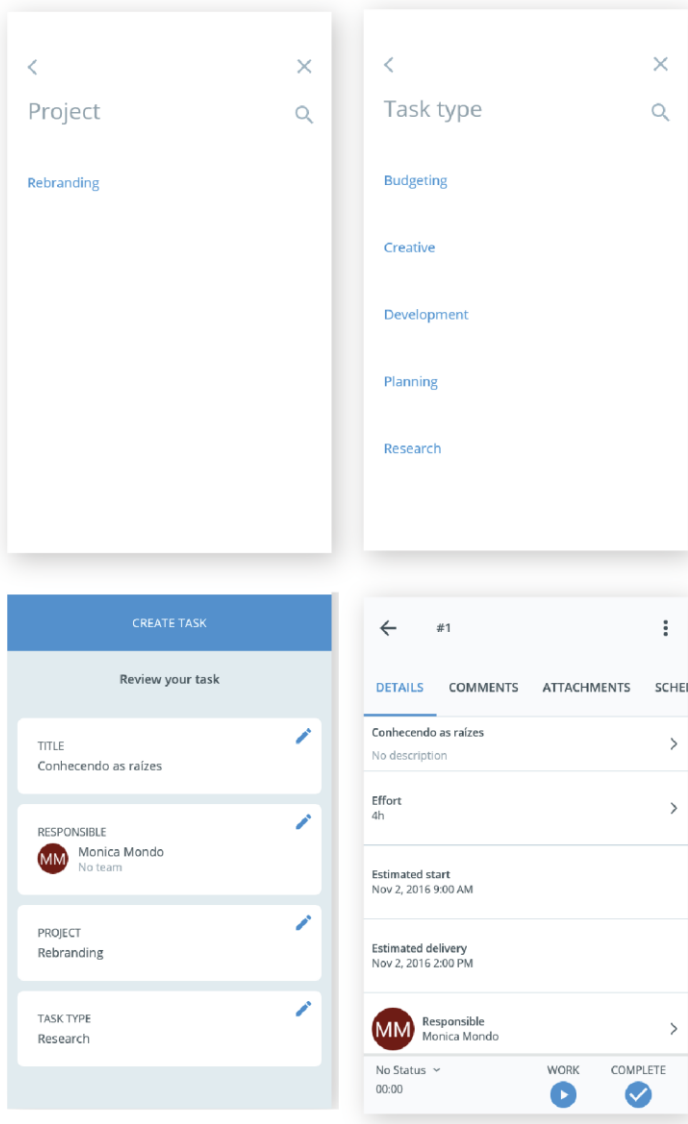 Project
Rebranding
Task type
Budgeting
Creative
Development
Planning
Research
CREATE TASK
Review your task
TITLE
Conhecendo as raízes
RESPONSIBLE
MM
Monica Mondo
No team
PROJECT
Rebranding
TASK TYPE
Research
#1
DETAILS COMMENTS ATTACHMENTS SCHE
Conhecendo as raízes
No description
Effort
4h
Estimated start
Nov 2, 2016 9:00 AM
Estimated delivery
Nov 2, 2016 2:00 PM
MM
Responsible
Monica Mondo
No Status WORK COMPLETE
00:00